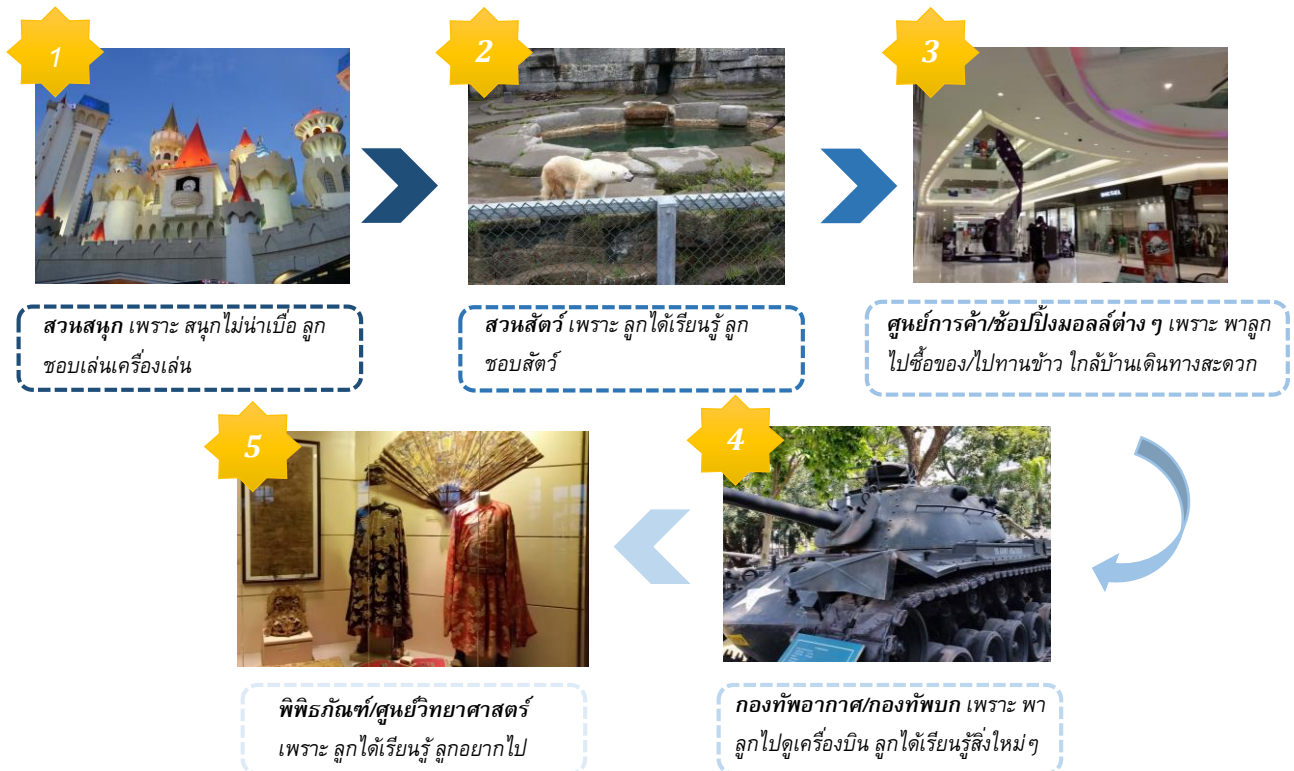 1
สวนสนุก เพราะ สนุกไม่น่าเบื่อ ลูก
ชอบเล่นเครื่องเล่น
2
สวนสัตว์ เพราะ ลูกได้เรียนรู้ ลูก
ชอบสัตว์
3
ศูนย์การค้า/ช้อปปิ้งมอลล์ต่าง ๆ เพราะ พาลูก
ไปซื้อของ/ไปทานข้าว ใกล้บ้านเดินทางสะดวก
4
กองทัพอากาศ/กองทัพบก เพราะ พา
ลูกไปดูเครื่องบิน ลูกได้เรียนรู้สิ่งใหม่ๆ
5
พิพิธภัณฑ์/ศูนย์วิทยาศาสตร์
เพราะ ลูกได้เรียนรู้ ลูกอยากไป